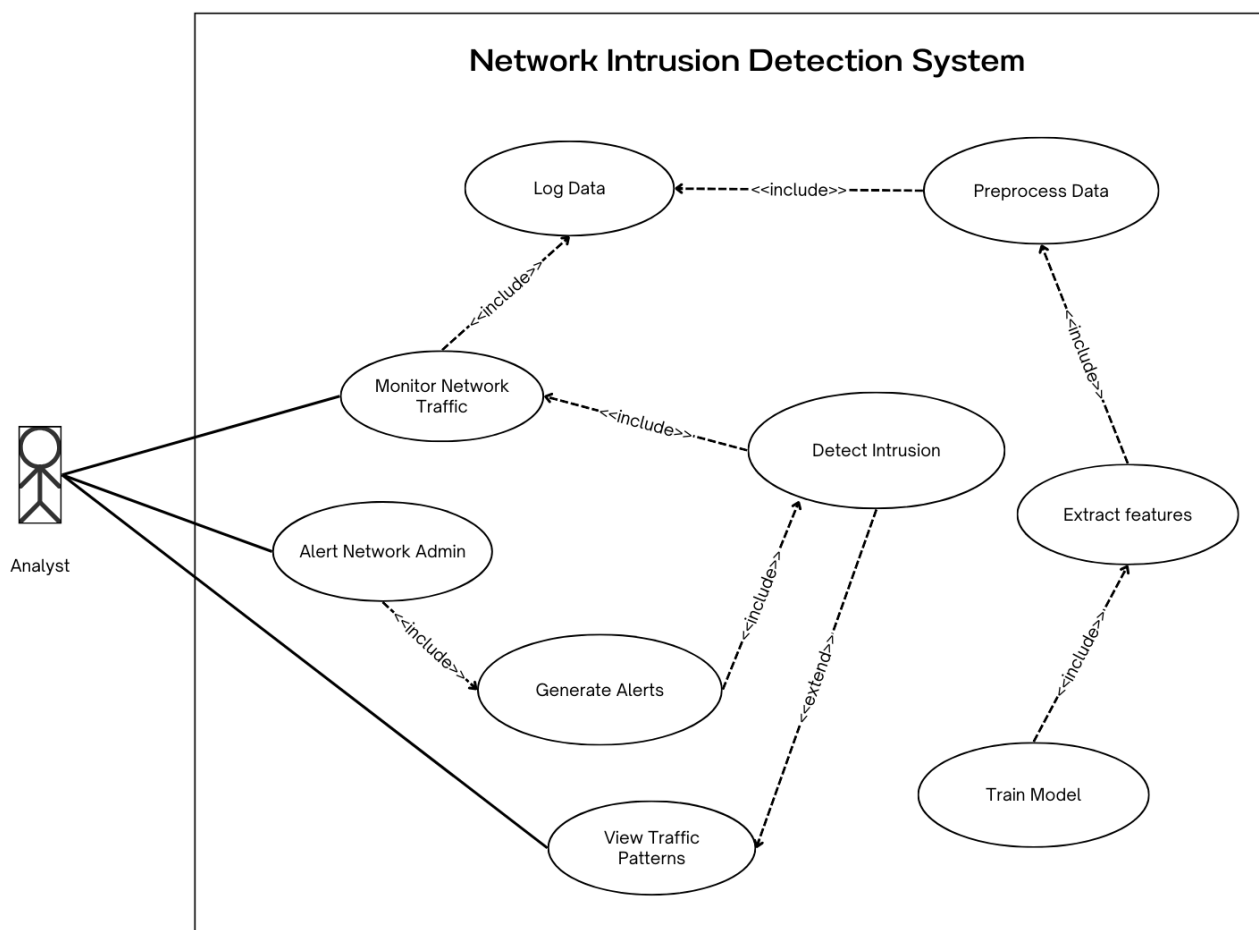 Network Intrusion Detection System
Log Data
<<include>>
Preprocess Data
<<include>>
<<include>>
Monitor Network
Traffic
<<include>>
Detect Intrusion
Extract features
Analyst
Alert Network Admin
<<include>>
<<include>>
<<include>>
Generate Alerts
<<extend>>
Train Model
View Traffic
Patterns